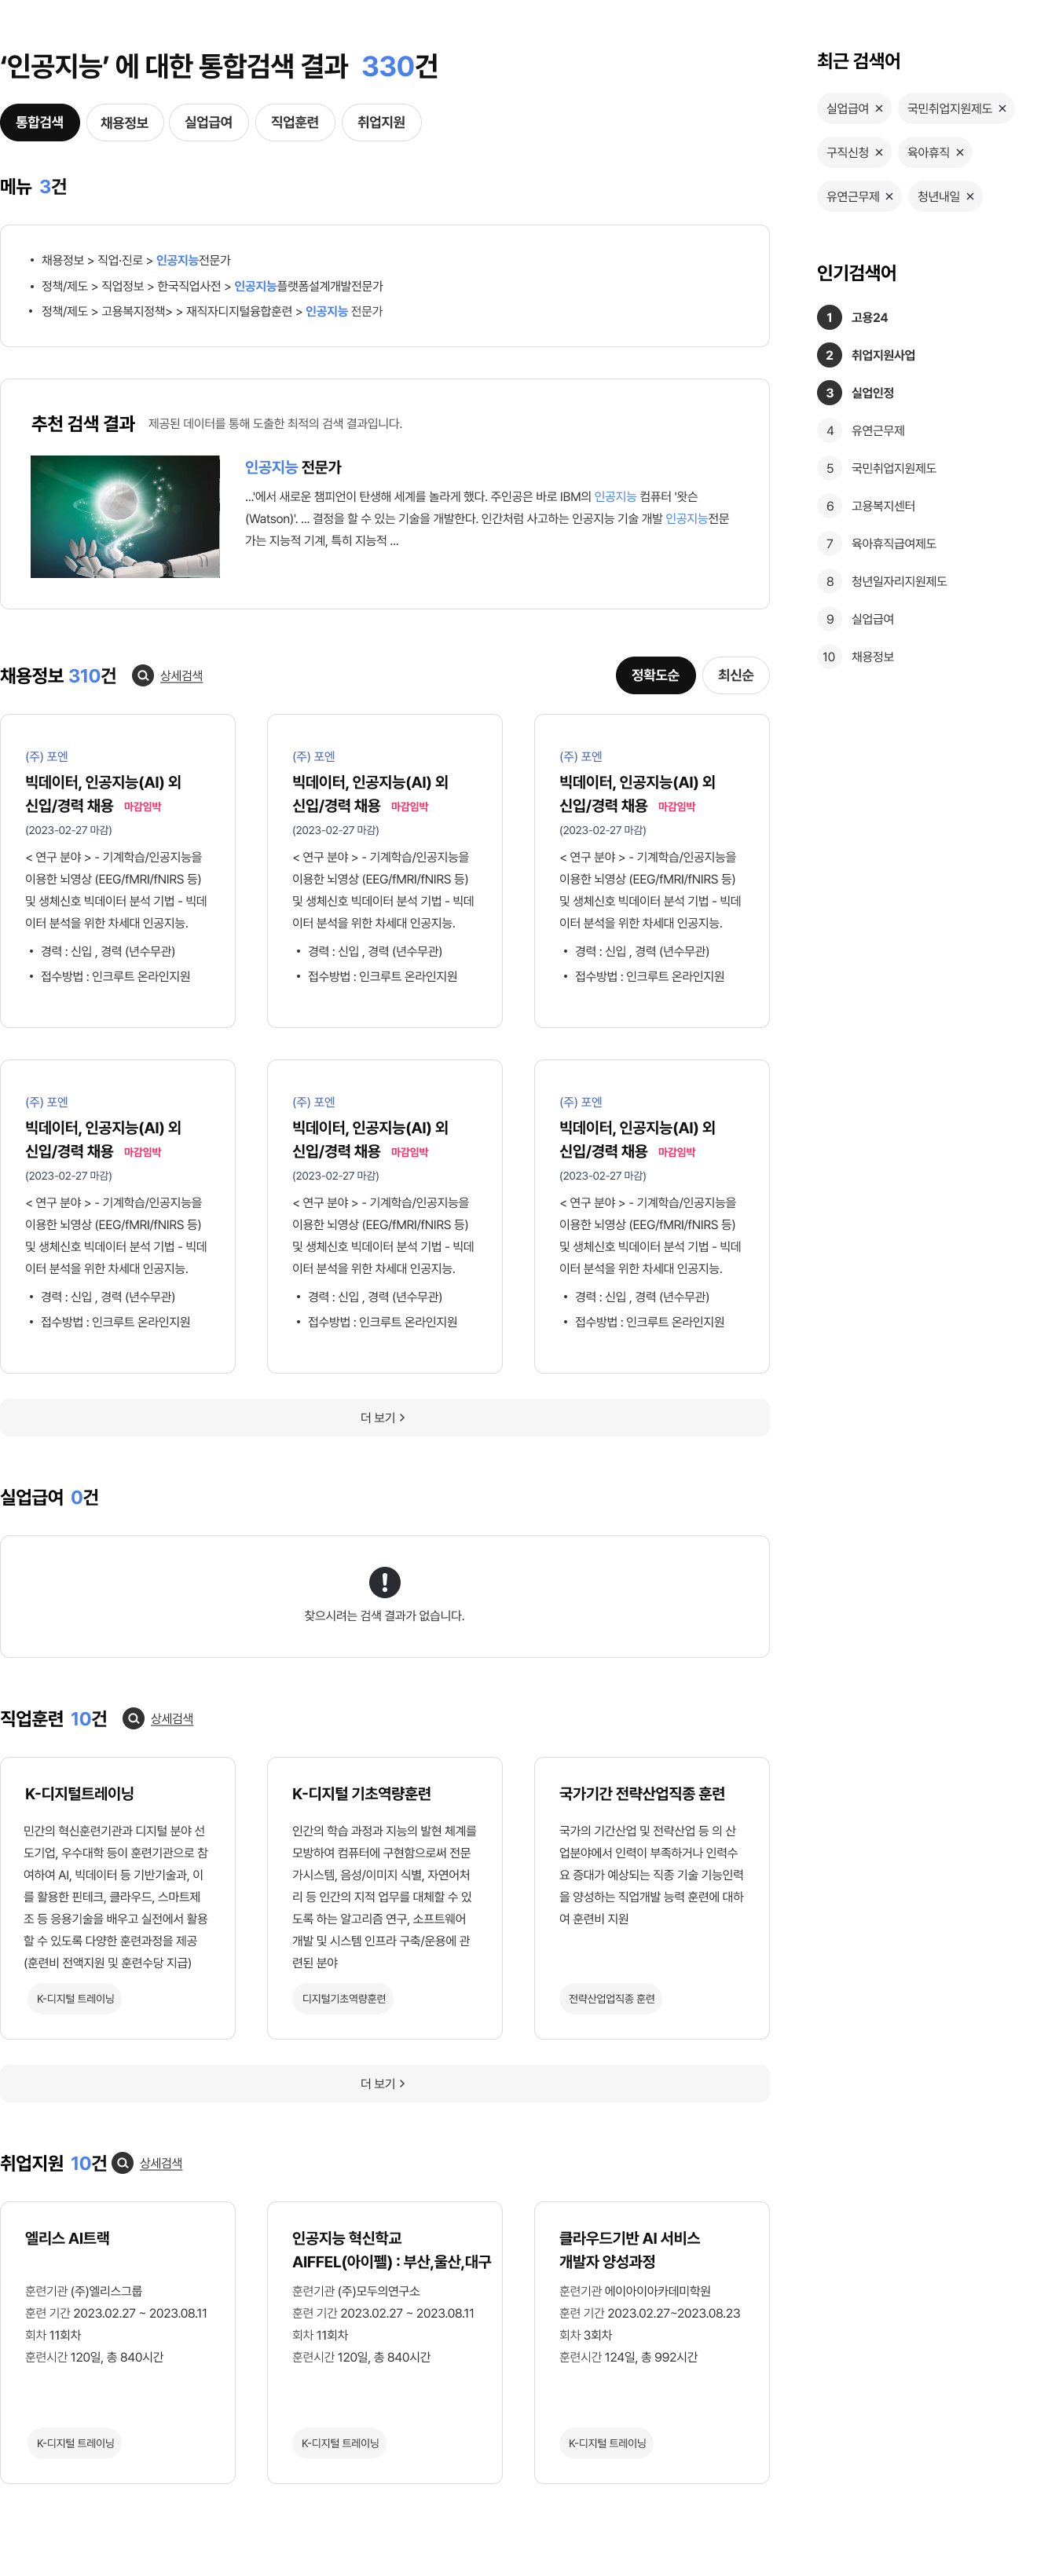 ‘인공지능’ 에 대한 통합검색 결과 330건
통합검색 채용정보 실업급여 직업훈련 취업지원
메뉴 3건
• 채용정보 > 직업·진로 > 인공지능전문가
• 정책/제도 > 직업정보 > 한국직업사전 > 인공지능플랫폼설계개발전문가
• 정책/제도 > 고용복지정책> > 재직자디지털융합훈련 > 인공지능 전문가
추천 검색 결과 제공된 데이터를 통해 도출한 최적의 검색 결과입니다.
인공지능 전문가
...'에서 새로운 챔피언이 탄생해 세계를 놀라게 했다. 주인공은 바로 IBM의 인공지능 컴퓨터 '왓슨
(Watson)'. ... 결정을 할 수 있는 기술을 개발한다. 인간처럼 사고하는 인공지능 기술 개발 인공지능전문
가는 지능적 기계, 특히 지능적 ...
채용정보 310건 상세검색
정확도순 최신순
(주) 포엔
빅데이터, 인공지능(AI) 외
신입/경력 채용 마감임박
(2023-02-27 마감)
< 연구 분야 > - 기계학습/인공지능을
이용한 뇌영상 (EEG/fMRI/fNIRS 등)
및 생체신호 빅데이터 분석 기법 - 빅데
이터 분석을 위한 차세대 인공지능.
• 경력 : 신입 , 경력 (년수무관)
• 접수방법 : 인크루트 온라인지원
(주) 포엔
빅데이터, 인공지능(AI) 외
신입/경력 채용 마감임박
(2023-02-27 마감)
< 연구 분야 > - 기계학습/인공지능을
이용한 뇌영상 (EEG/fMRI/fNIRS 등)
및 생체신호 빅데이터 분석 기법 - 빅데
이터 분석을 위한 차세대 인공지능.
• 경력 : 신입 , 경력 (년수무관)
• 접수방법 : 인크루트 온라인지원
(주) 포엔
빅데이터, 인공지능(AI) 외
신입/경력 채용 마감임박
(2023-02-27 마감)
< 연구 분야 > - 기계학습/인공지능을
이용한 뇌영상 (EEG/fMRI/fNIRS 등)
및 생체신호 빅데이터 분석 기법 - 빅데
이터 분석을 위한 차세대 인공지능.
• 경력 : 신입 , 경력 (년수무관)
• 접수방법 : 인크루트 온라인지원
(주) 포엔
빅데이터, 인공지능(AI) 외
신입/경력 채용 마감임박
(2023-02-27 마감)
< 연구 분야 > - 기계학습/인공지능을
이용한 뇌영상 (EEG/fMRI/fNIRS 등)
및 생체신호 빅데이터 분석 기법 - 빅데
이터 분석을 위한 차세대 인공지능.
• 경력 : 신입 , 경력 (년수무관)
• 접수방법 : 인크루트 온라인지원
(주) 포엔
빅데이터, 인공지능(AI) 외
신입/경력 채용 마감임박
(2023-02-27 마감)
< 연구 분야 > - 기계학습/인공지능을
이용한 뇌영상 (EEG/fMRI/fNIRS 등)
및 생체신호 빅데이터 분석 기법 - 빅데
이터 분석을 위한 차세대 인공지능.
• 경력 : 신입 , 경력 (년수무관)
• 접수방법 : 인크루트 온라인지원
(주) 포엔
빅데이터, 인공지능(AI) 외
신입/경력 채용 마감임박
(2023-02-27 마감)
< 연구 분야 > - 기계학습/인공지능을
이용한 뇌영상 (EEG/fMRI/fNIRS 등)
및 생체신호 빅데이터 분석 기법 - 빅데
이터 분석을 위한 차세대 인공지능.
• 경력 : 신입 , 경력 (년수무관)
• 접수방법 : 인크루트 온라인지원
더 보기 >
실업급여 0건
찾으시려는 검색 결과가 없습니다.
직업훈련 10건 상세검색
K-디지털트레이닝
민간의 혁신훈련기관과 디지털 분야 선
도기업, 우수대학 등이 훈련기관으로 참
여하여 AI, 빅데이터 등 기반기술과, 이
를 활용한 핀테크, 클라우드, 스마트제
조 등 응용기술을 배우고 실전에서 활용
할 수 있도록 다양한 훈련과정을 제공
(훈련비 전액지원 및 훈련수당 지급)
K-디지털 트레이닝
K-디지털 기초역량훈련
인간의 학습 과정과 지능의 발현 체계를
모방하여 컴퓨터에 구현함으로써 전문
가시스템, 음성/이미지 식별, 자연어처
리 등 인간의 지적 업무를 대체할 수 있
도록 하는 알고리즘 연구, 소프트웨어
개발 및 시스템 인프라 구축/운용에 관
련된 분야
디지털기초역량훈련
국가기간 전략산업직종 훈련
국가의 기간산업 및 전략산업 등 의 산
업분야에서 인력이 부족하거나 인력수
요 증대가 예상되는 직종 기술 기능인력
을 양성하는 직업개발 능력 훈련에 대하
여 훈련비 지원
전략산업업직종 훈련
더 보기 >
취업지원 10건 상세검색
엘리스 AI트랙
훈련기관 (주)엘리스그룹
훈련 기간 2023.02.27 ~ 2023.08.11
회차 11회차
훈련시간 120일, 총 840시간
K-디지털 트레이닝
인공지능 혁신학교
AIFFEL(아이펠) : 부산,울산,대구
훈련기관 (주)모두의연구소
훈련 기간 2023.02.27 ~ 2023.08.11
회차 11회차
훈련시간 120일, 총 840시간
K-디지털 트레이닝
클라우드기반 AI 서비스
개발자 양성과정
훈련기관 에이아이아카데미학원
훈련 기간 2023.02.27~2023.08.23
회차 3회차
훈련시간 124일, 총 992시간
K-디지털 트레이닝
최근 검색어
실업급여 × 국민취업지원제도 ×
구직신청 × 육아휴직 ×
유연근무제 × 청년내일 ×
인기검색어
1 고용24
2 취업지원사업
3 실업인정
4 유연근무제
5 국민취업지원제도
6 고용복지센터
7 육아휴직급여제도
8 청년일자리지원제도
9 실업급여
10 채용정보